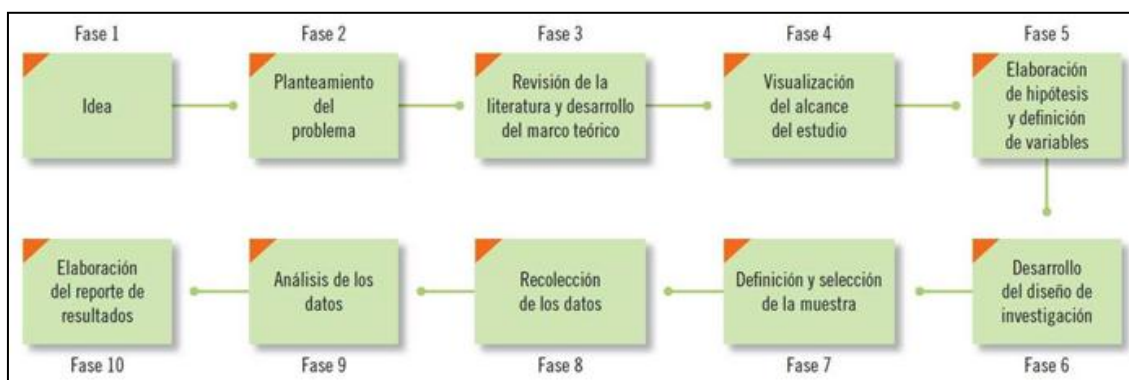 Fase 1
Idea
Fase 2
Planteamiento
del
problema
Fase 3
Revisión de la
literatura y desarrollo
del marco teórico
Fase 4
Visualización
del alcance
del estudio
Fase 5
Elaboración
de hipótesis
y definición
de variables
Elaboración
del reporte de
resultados
Fase 10
Análisis de los
datos
Fase 9
Recolección
de los datos
Fase 8
Definición y selección
de la muestra
Fase 7
Desarrollo
del diseño de
investigación
Fase 6